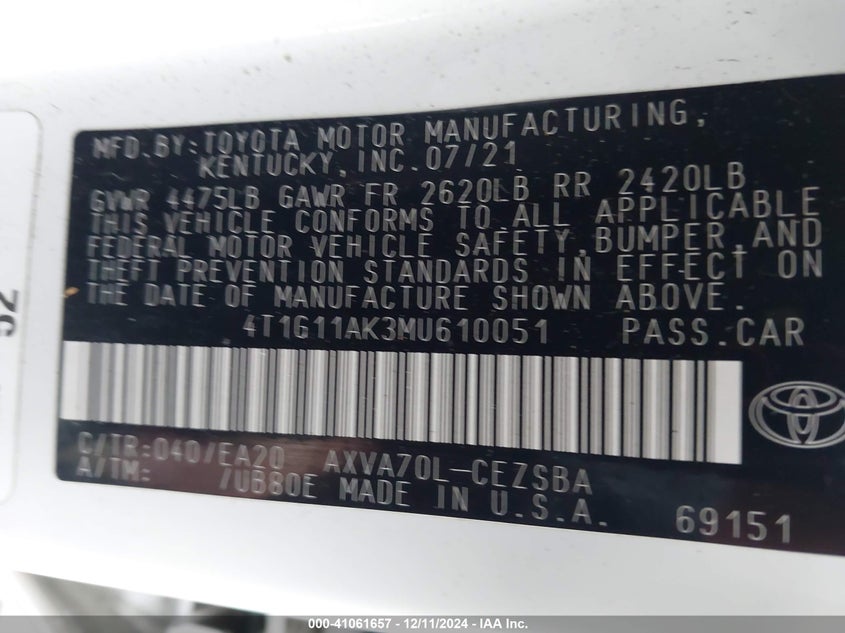 MFD.BY:TOYOTA MOTOR MANUFACTURING,
KENTUCKY,INC.07/21
GVWR 4475LB GAWR FR 2620LB RR 2420LB
THIS VEHICLE CONFORMS TO ALL APPLICABLE
FEDERAL MOTOR VEHICLE SAFETY,BUMPER,AND
THEFT PREVENTION STANDARDS IN EFFECT ON
THE DATE OF MANUFACTURE SHOWN ABOVE.
4T1G11AK3MU610051 PASS.CAR
C/TR:040/EA20 AXVA70L-CEZSBA
A/TM: /UB80E MADE IN U.S.A.
69151
52
000-41061657 - 12/11/2024 - IAA Inc.